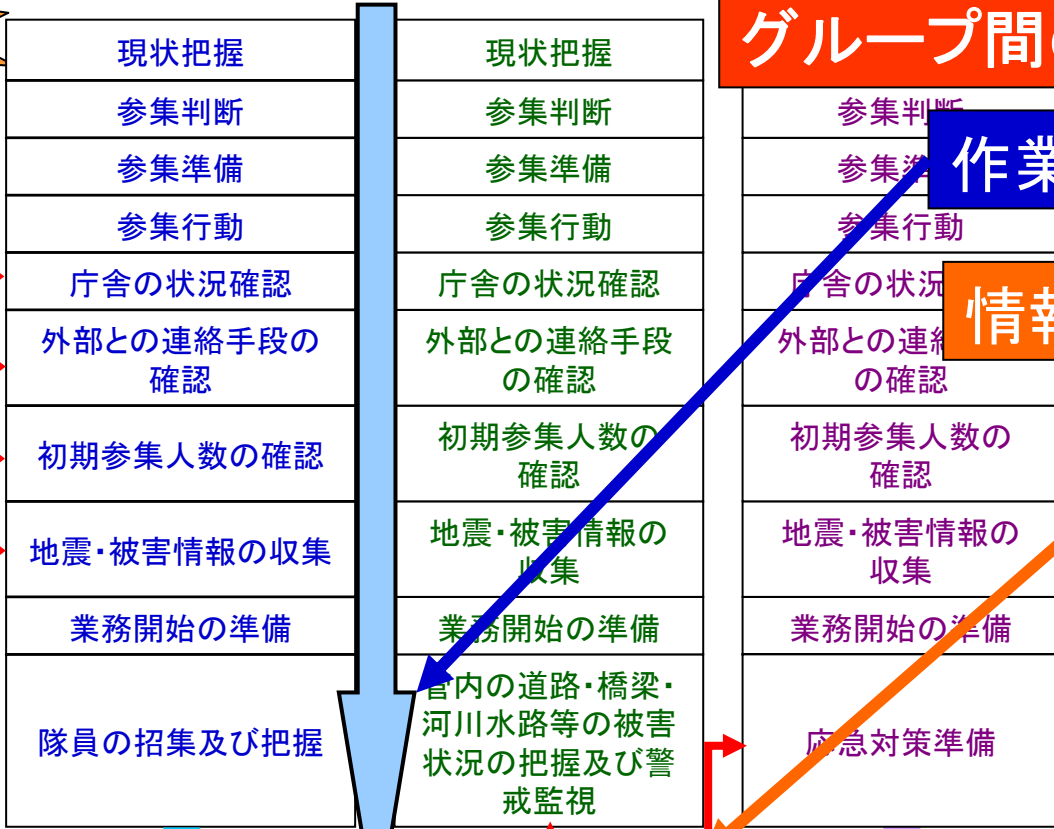 グループ間の
作業
情報
現状把握
参集判断
参集準備
参集行動
庁舎の状況確認
外部との連絡手段の
確認
初期参集人数の確認
地震・被害情報の収集
業務開始の準備
隊員の招集及び把握
現状把握
参集判断
参集準備
参集行動
庁舎の状況確認
外部との連絡手段
の確認
初期参集人数の
確認
地震・被害情報の
収集
業務開始の準備
管内の道路・橋梁・
河川水路等の被害
状況の把握及び警
戒監視
参集判断
参集準
参集行動
庁舎の状況
外部との連絡
の確認
初期参集人数の
確認
地震・被害情報の
収集
業務開始の準備
応急対策準備